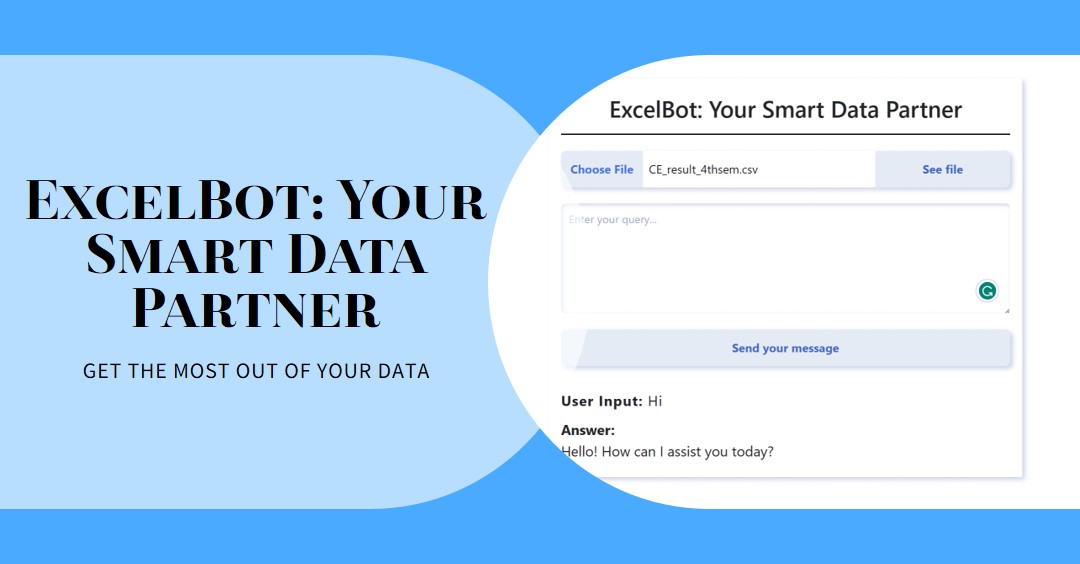 ExcelBot: Your
Smart Data
Partner
GET THE MOST OUT OF YOUR DATA
ExcelBot: Your Smart Data Partner
Choose File CE_result_4thsem.csv See file
Enter your query...
Send your message
User Input: Hi
Answer:
Hello! How can I assist you today?